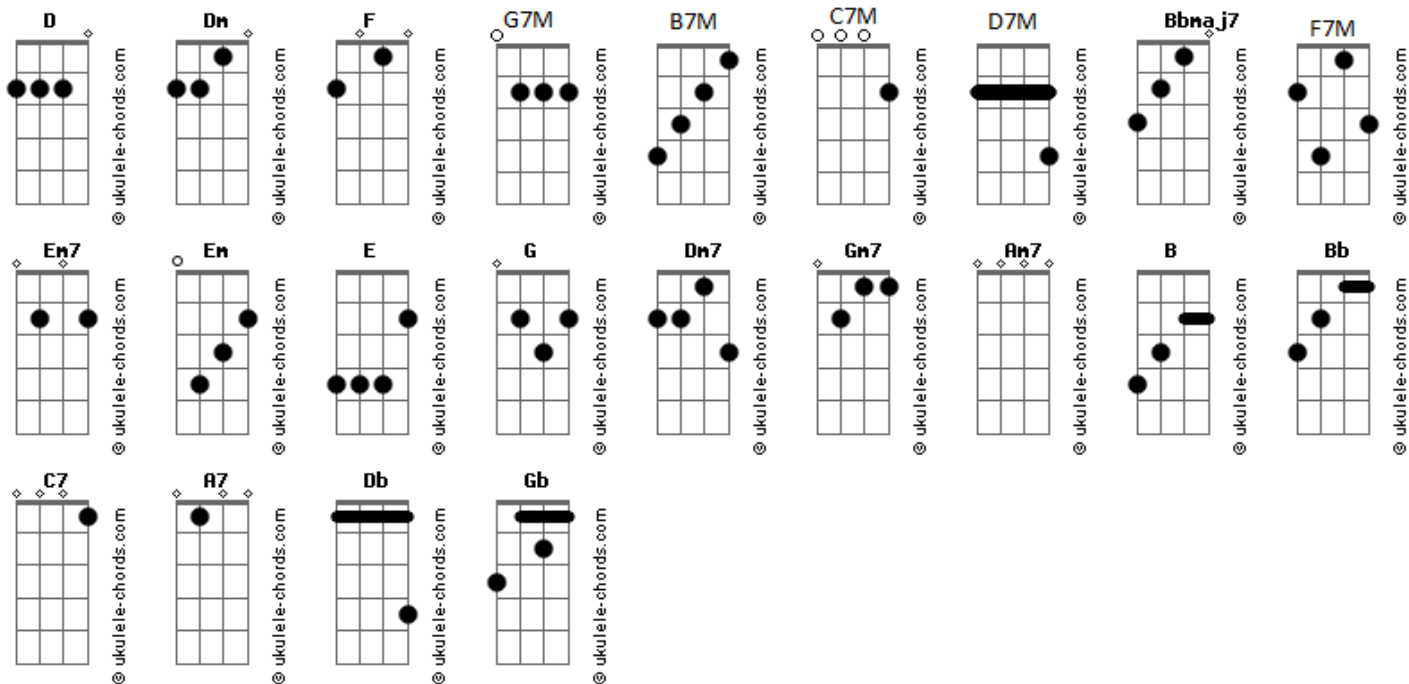 D Dm F G7M B7M C7M D7M Bbmaj7 F7M
© ukulele-chords.com © ukulele-chords.com © ukulele-chords.com © ukulele-chords.com © ukulele-chords.com © ukulele-chords.com © ukulele-chords.com © ukulele-chords.com © ukulele-chords.com
Em7 Em E G Dm7 Gm7 Am7 B Bb
© ukulele-chords.com © ukulele-chords.com © ukulele-chords.com © ukulele-chords.com © ukulele-chords.com © ukulele-chords.com © ukulele-chords.com © ukulele-chords.com © ukulele-chords.com
C7 A7 Db Gb
© ukulele-chords.com © ukulele-chords.com © ukulele-chords.com © ukulele-chords.com